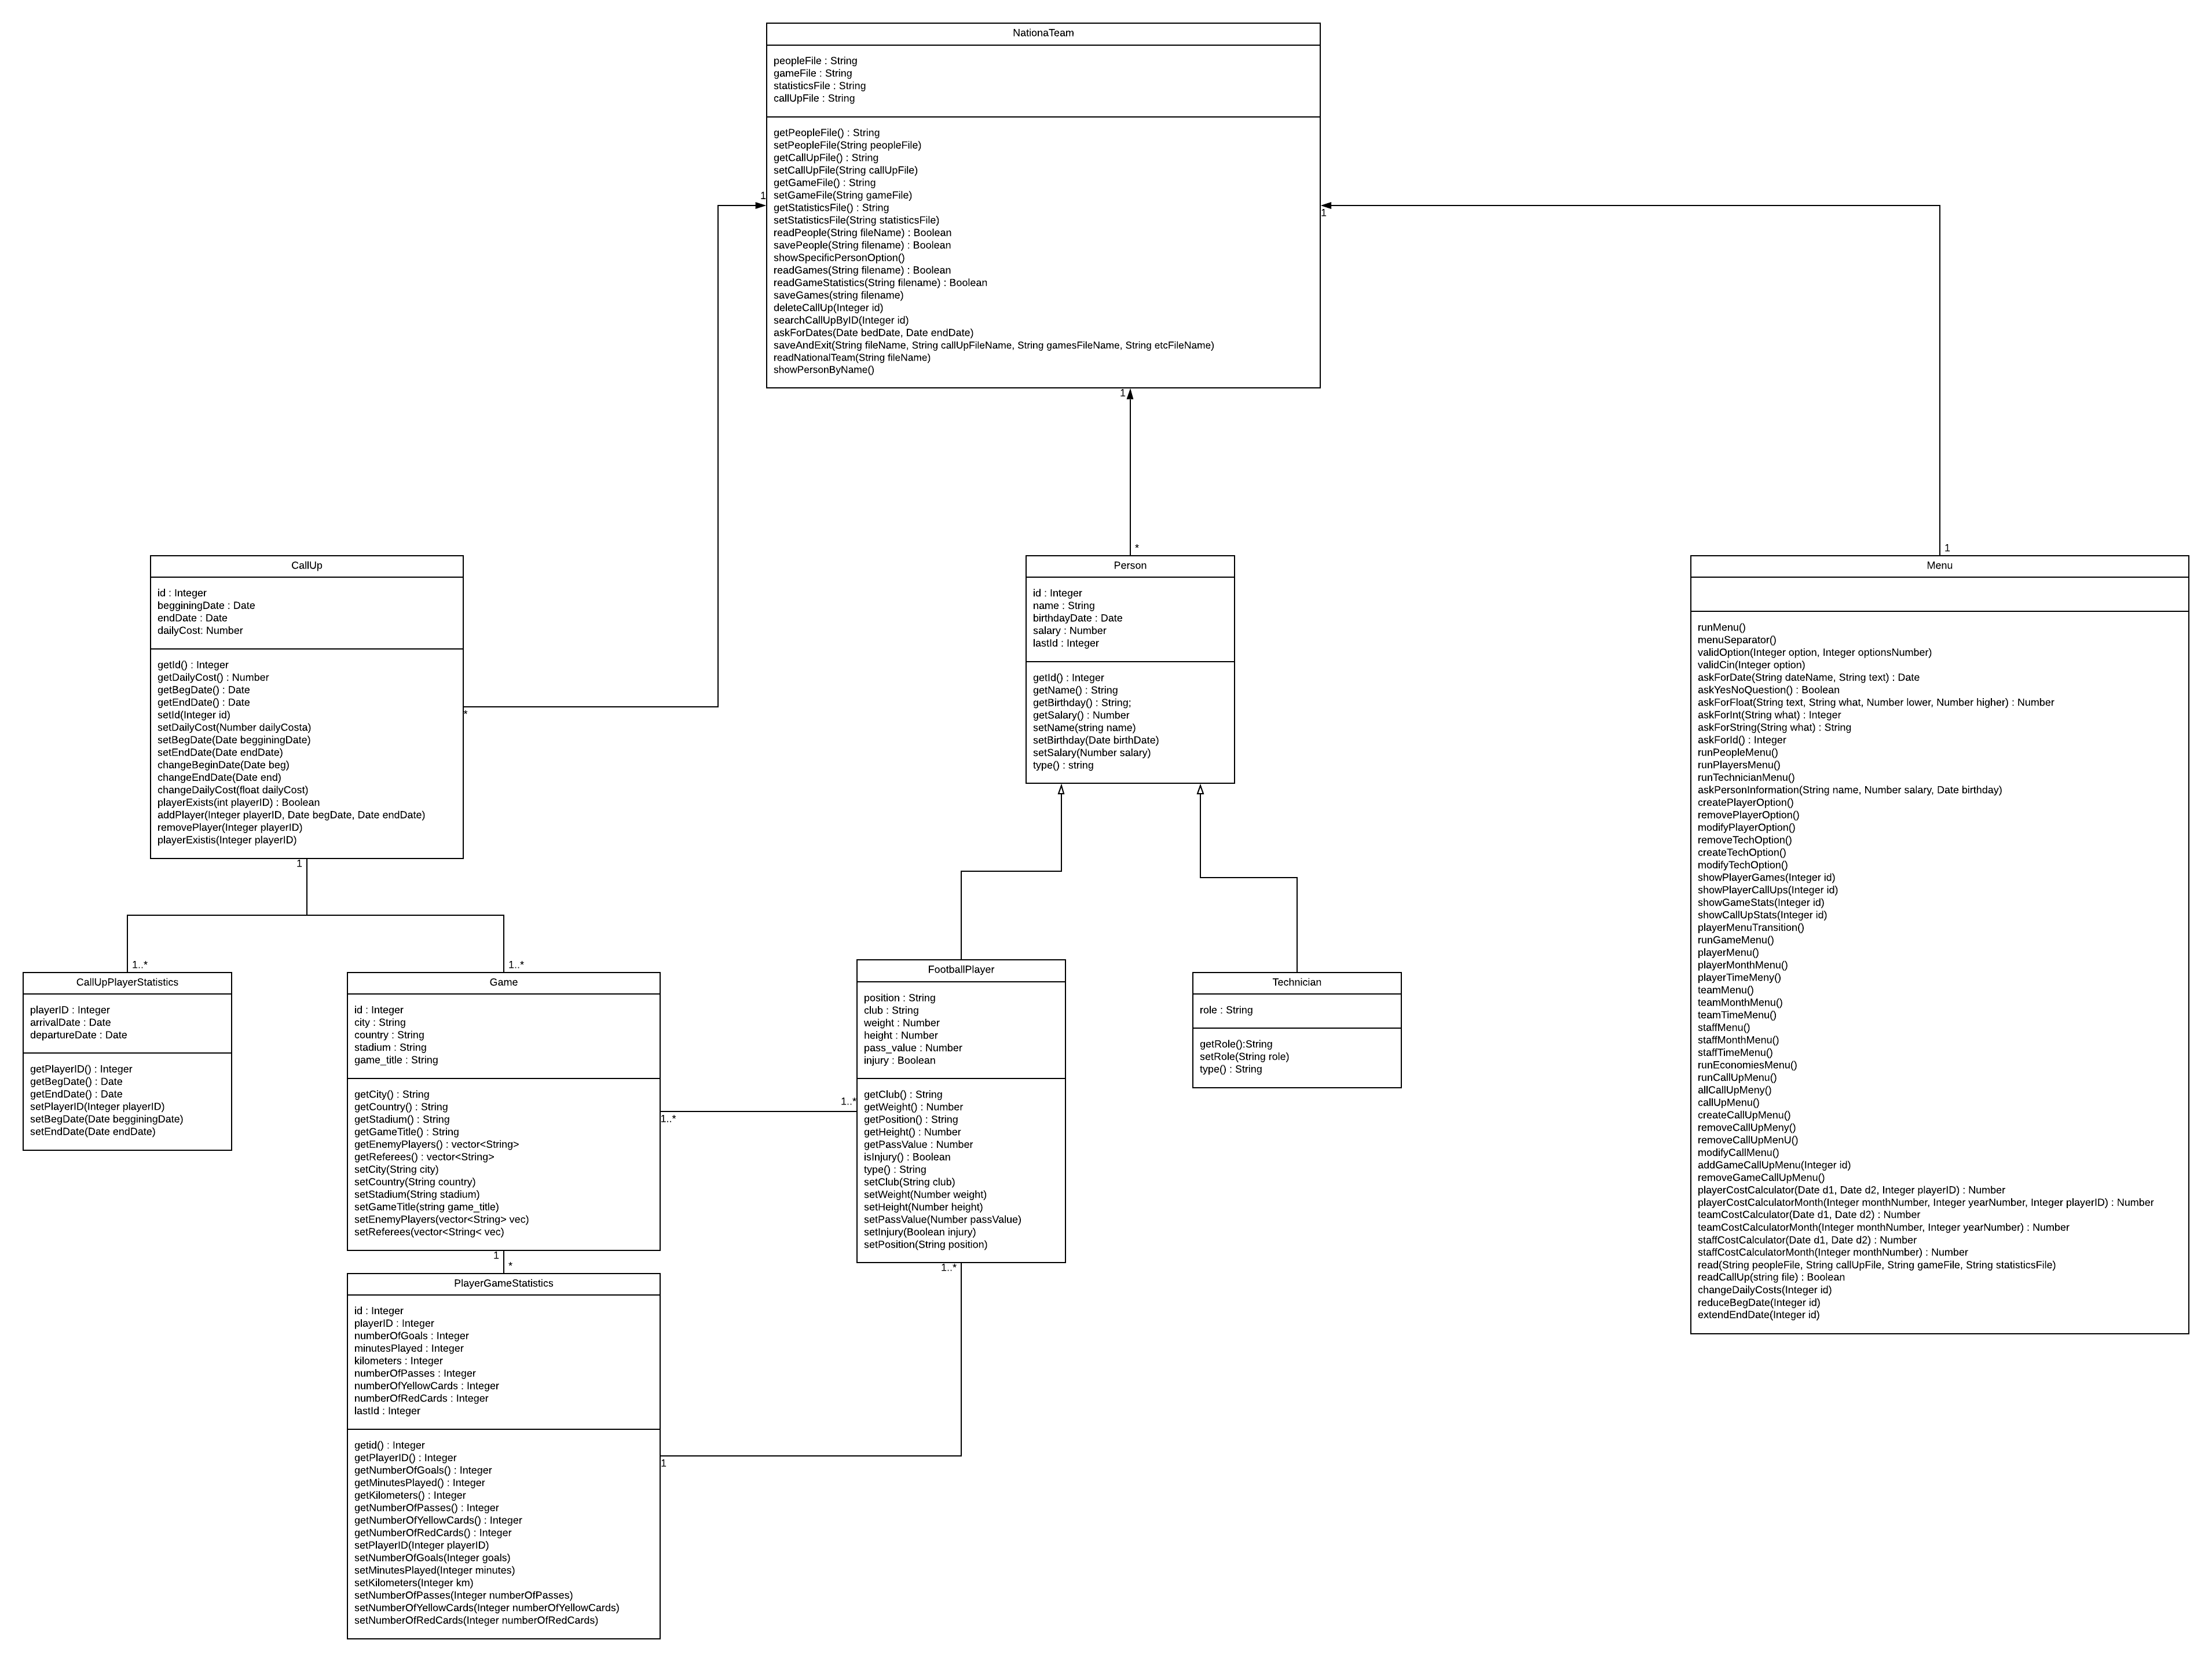 NationaTeam
peopleFile : String
gameFile : String
statisticsFile : String
callUpFile : String
getPeopleFile() : String
setPeopleFile(String peopleFile)
getCallUpFile() : String
setCallUpFile(String callUpFile)
getGameFile() : String
setGameFile(String gameFile)
getStatisticsFile() : String
setStatisticsFile(String statisticsFile)
readPeople(String fileName) : Boolean
savePeople(String filename) : Boolean
showSpecificPersonOption()
readGames(String filename) : Boolean
readGameStatistics(String filename) : Boolean
saveGames(string filename)
deleteCallUp(Integer id)
searchCallUpByID(Integer id)
askForDates(Date bedDate, Date endDate)
saveAndExit(String fileName, String callUpFileName, String gamesFileName, String etcFileName)
readNationalTeam(String fileName)
showPersonByName()
1
1
1
*
*
1
CallUp
id : Integer
begginingDate : Date
endDate : Date
dailyCost: Number
getId() : Integer
getDailyCost() : Number
getBegDate() : Date
getEndDate() : Date
setId(Integer id)
setDailyCost(Number dailyCosta)
setBegDate(Date begginingDate)
setEndDate(Date endDate)
changeBeginDate(Date beg)
changeEndDate(Date end)
changeDailyCost(float dailyCost)
playerExists(int playerID) : Boolean
addPlayer(Integer playerID, Date begDate, Date endDate)
removePlayer(Integer playerID)
playerExistis(Integer playerID)
1
1..*
1..*
Person
id : Integer
name : String
birthdayDate : Date
salary : Number
lastId : Integer
getId() : Integer
getName() : String
getBirthday() : String;
getSalary() : Number
setName(string name)
setBirthday(Date birthDate)
setSalary(Number salary)
type() : string
Menu
runMenu()
menuSeparator()
validOption(Integer option, Integer optionsNumber)
validCin(Integer option)
askForDate(String dateName, String text) : Date
askYesNoQuestion() : Boolean
askForFloat(String text, String what, Number lower, Number higher) : Number
askForInt(String what) : Integer
askForString(String what) : String
askForId() : Integer
runPeopleMenu()
runPlayersMenu()
runTechnicianMenu()
askPersonInformation(String name, Number salary, Date birthday)
createPlayerOption()
removePlayerOption()
modifyPlayerOption()
removeTechOption()
createTechOption()
modifyTechOption()
showPlayerGames(Integer id)
showPlayerCallUps(Integer id)
showGameStats(Integer id)
showCallUpStats(Integer id)
playerMenuTransition()
runGameMenu()
playerMenu()
playerMonthMenu()
playerTimeMeny()
teamMenu()
teamMonthMenu()
teamTimeMenu()
staffMenu()
staffMonthMenu()
staffTimeMenu()
runEconomiesMenu()
runCallUpMenu()
allCallUpMeny()
callUpMenu()
createCallUpMenu()
removeCallUpMeny()
removeCallUpMenU()
modifyCallMenu()
addGameCallUpMenu(Integer id)
removeGameCallUpMenu()
playerCostCalculator(Date d1, Date d2, Integer playerID) : Number
playerCostCalculatorMonth(Integer monthNumber, Integer yearNumber, Integer playerID) : Number
teamCostCalculator(Date d1, Date d2) : Number
teamCostCalculatorMonth(Integer monthNumber, Integer yearNumber) : Number
staffCostCalculator(Date d1, Date d2) : Number
staffCostCalculatorMonth(Integer monthNumber) : Number
read(String peopleFile, String callUpFile, String gameFile, String statisticsFile)
readCallUp(string file) : Boolean
changeDailyCosts(Integer id)
reduceBegDate(Integer id)
extendEndDate(Integer id)
CallUpPlayerStatistics
playerID : Integer
arrivalDate : Date
departureDate : Date
getPlayerID() : Integer
getBegDate() : Date
getEndDate() : Date
setPlayerID(Integer playerID)
setBegDate(Date begginingDate)
setEndDate(Date endDate)
Game
id : Integer
city : String
country : String
stadium : String
game_title : String
getCity() : String
getCountry() : String
getStadium() : String
getGameTitle() : String
getEnemyPlayers() : vector<String>
getReferees() : vector<String>
setCity(String city)
setCountry(String country)
setStadium(String stadium)
setGameTitle(string game_title)
setEnemyPlayers(vector<String> vec)
setReferees(vector<String< vec)
1..*
1..*
1
*
FootballPlayer
position : String
club : String
weight : Number
height : Number
pass_value : Number
injury : Boolean
getClub() : String
getWeight() : Number
getPosition() : String
getHeight() : Number
getPassValue : Number
isInjury() : Boolean
type() : String
setClub(String club)
setWeight(Number weight)
setHeight(Number height)
setPassValue(Number passValue)
setInjury(Boolean injury)
setPosition(String position)
1..*
Technician
role : String
getRole():String
setRole(String role)
type() : String
PlayerGameStatistics
id : Integer
playerID : Integer
numberOfGoals : Integer
minutesPlayed : Integer
kilometers : Integer
numberOfPasses : Integer
numberOfYellowCards : Integer
numberOfRedCards : Integer
lastId : Integer
getid() : Integer
getPlayerID() : Integer
getNumberOfGoals() : Integer
getMinutesPlayed() : Integer
getKilometers() : Integer
getNumberOfPasses() : Integer
getNumberOfYellowCards() : Integer
getNumberOfRedCards() : Integer
setPlayerID(Integer playerID)
setNumberOfGoals(Integer goals)
setMinutesPlayed(Integer minutes)
setKilometers(Integer km)
setNumberOfPasses(Integer numberOfPasses)
setNumberOfYellowCards(Integer numberOfYellowCards)
setNumberOfRedCards(Integer numberOfRedCards)
1